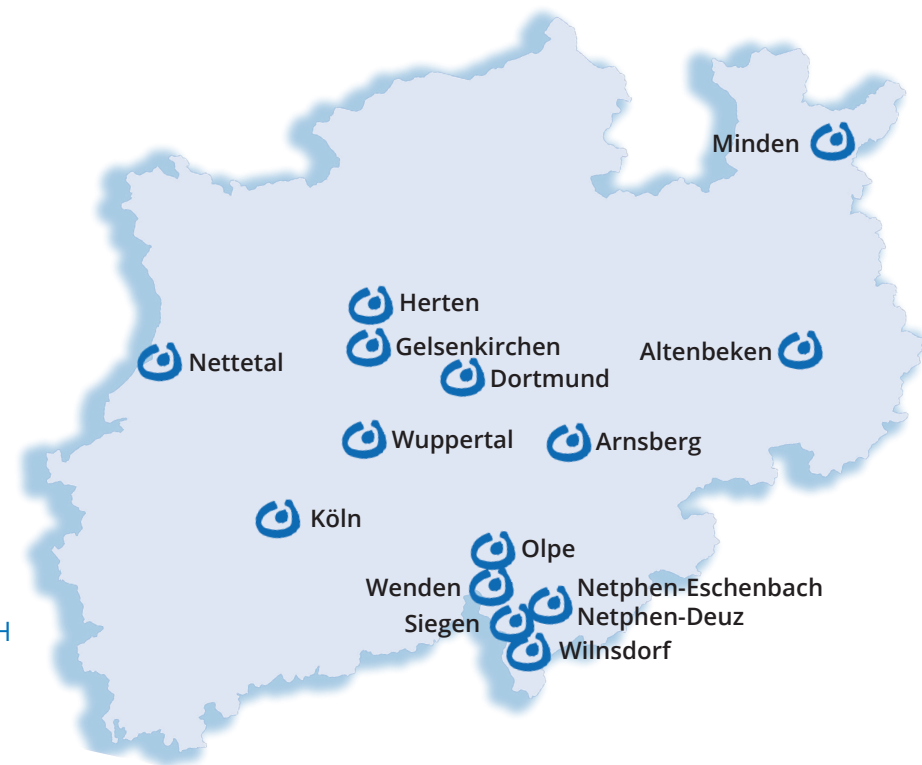 Minden
Herten
Gelsenkirchen
Altenbeken
Nettetal
Dortmund
Wuppertal
Arnsberg
Köln
Olpe
Wenden
Netphen-Eschenbach
Netphen-Deuz
Siegen
H
Wilnsdorf